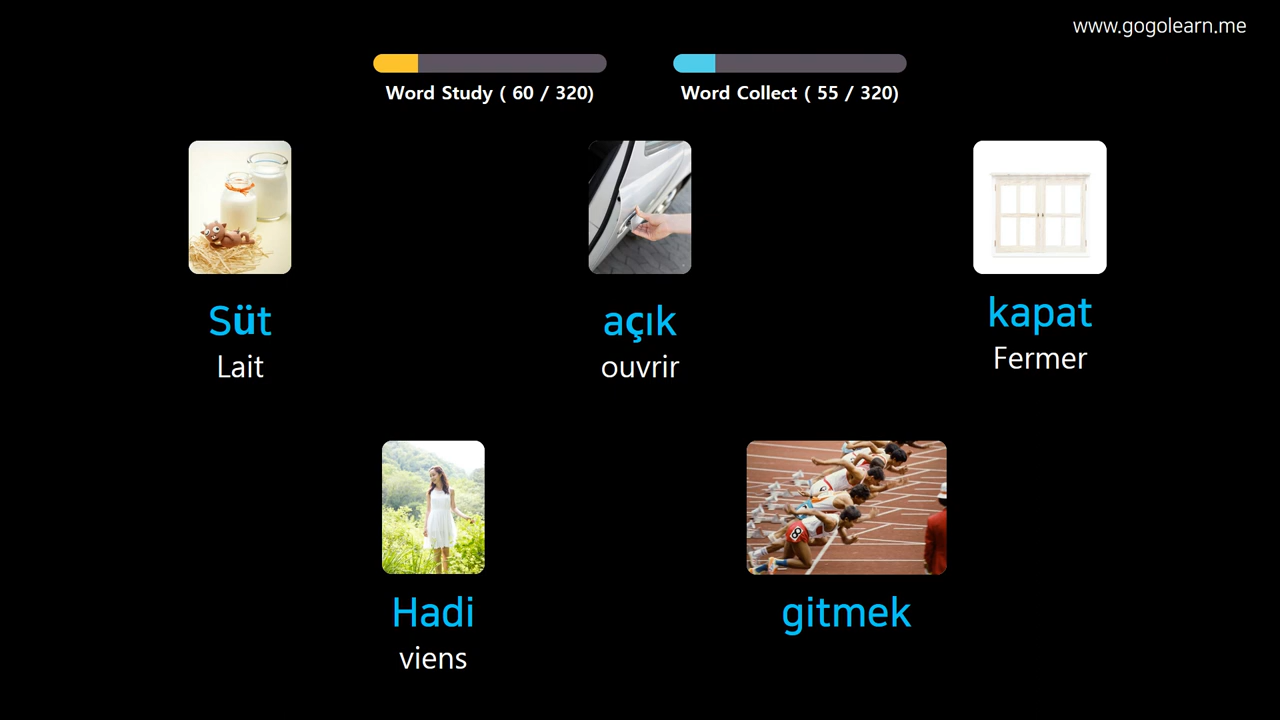 www.gogolearn.me
Word Study ( 60 / 320)
Word Collect ( 55 / 320)
Süt
Lait
açık
ouvrir
kapat
Fermer
Hadi
viens
gitmek